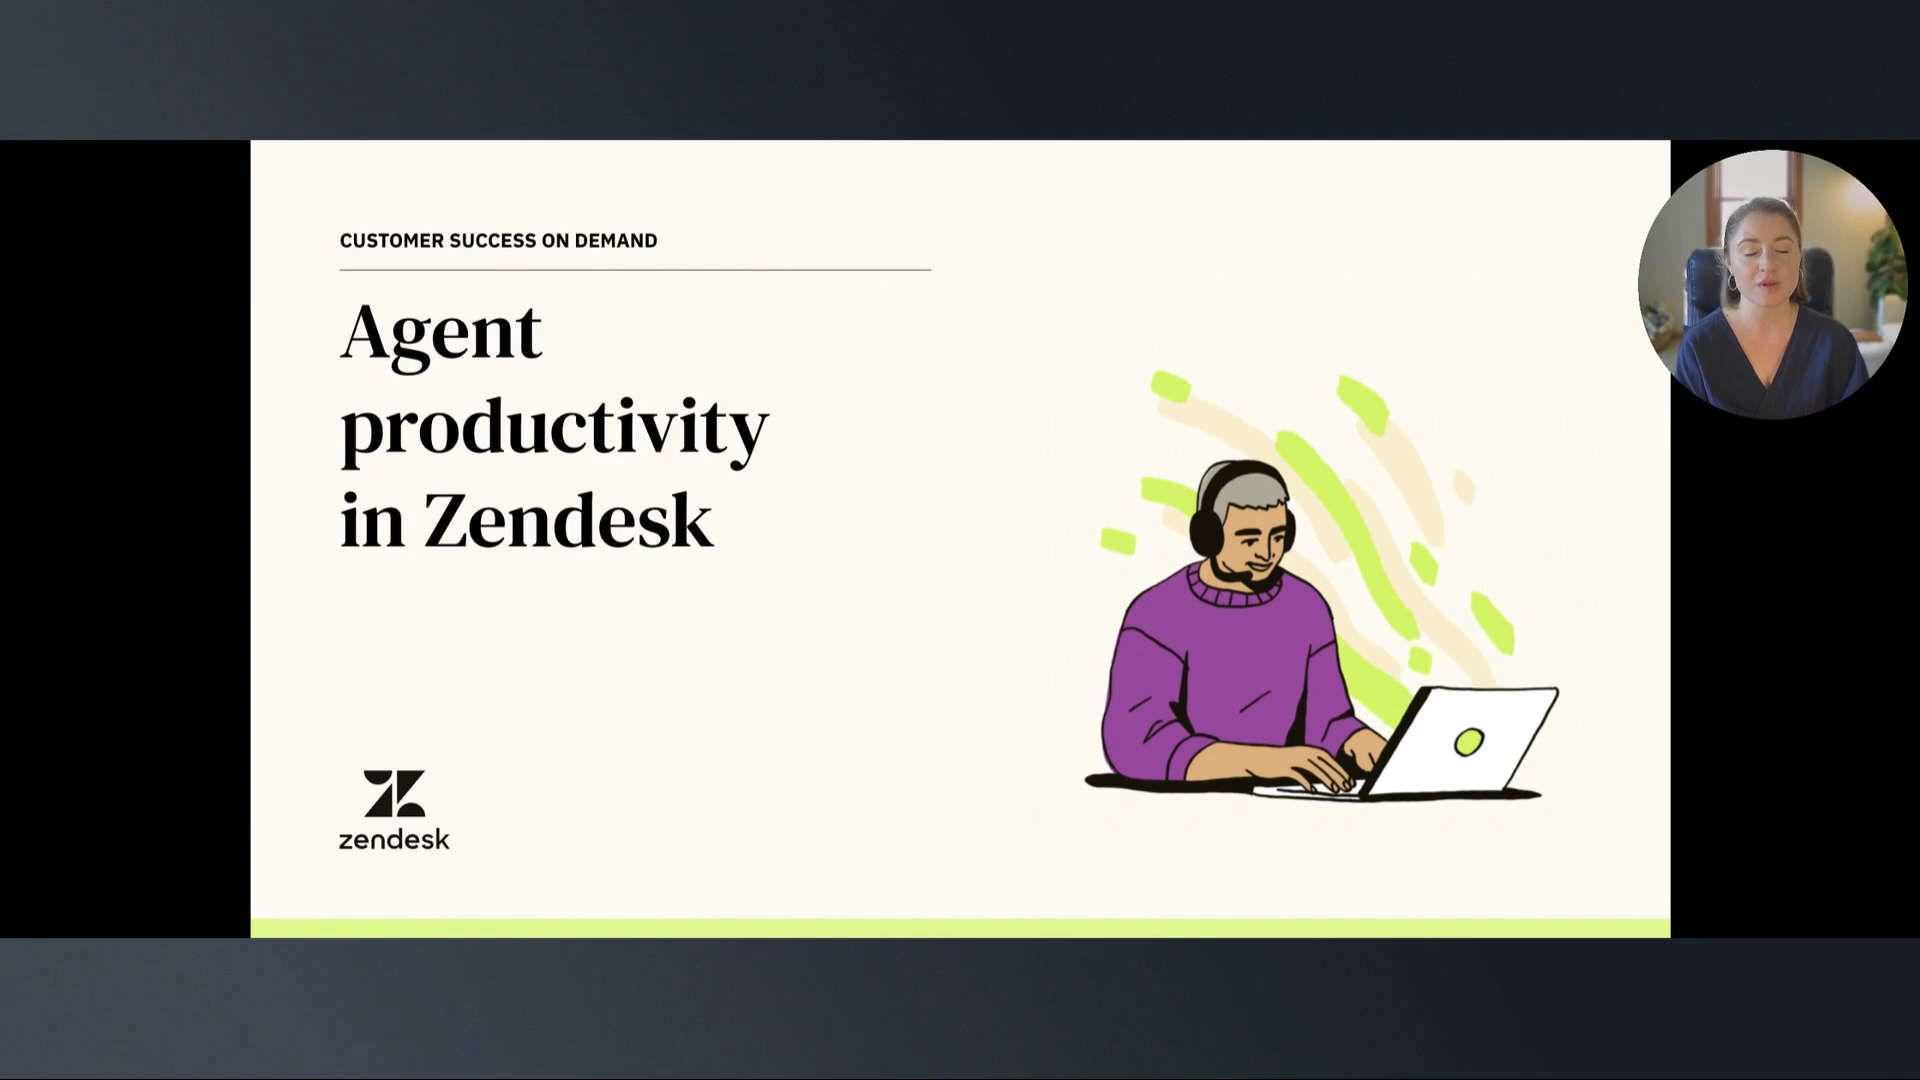 CUSTOMER SUCCESS ON DEMAND
Agent
productivity
in Zendesk
zendesk